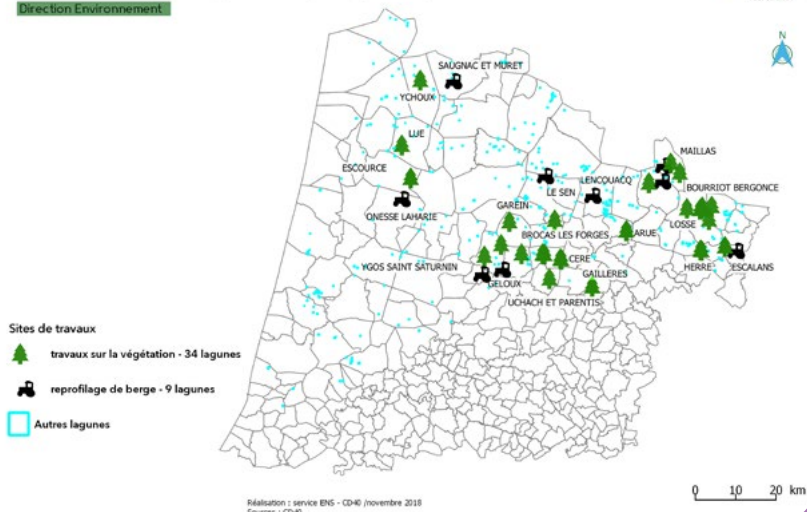 Direction Environnement
N
SAUGNAC ET MURET
YCHOUX
LUE
MAILLAS
ESCOURCE
LENCQUACQ
LE SEN
BOURRIOT BERGONCE
GAREIN
ONESSE LAHARIE
LOSSE
BROCAS LES FORGES
LARUE
YGOS SAINT SATURNIN
CERE
HERRE
ESCALANS
GAILLERES
GELOUX
UCHACH ET PARENTIS
Sites de travaux
travaux sur la végétation - 34 lagunes
reprofilage de berge - 9 lagunes
Autres lagunes
0 10 20 km
Réalisation : service ENS - CD40 /novembre 2018
Sources : CD40